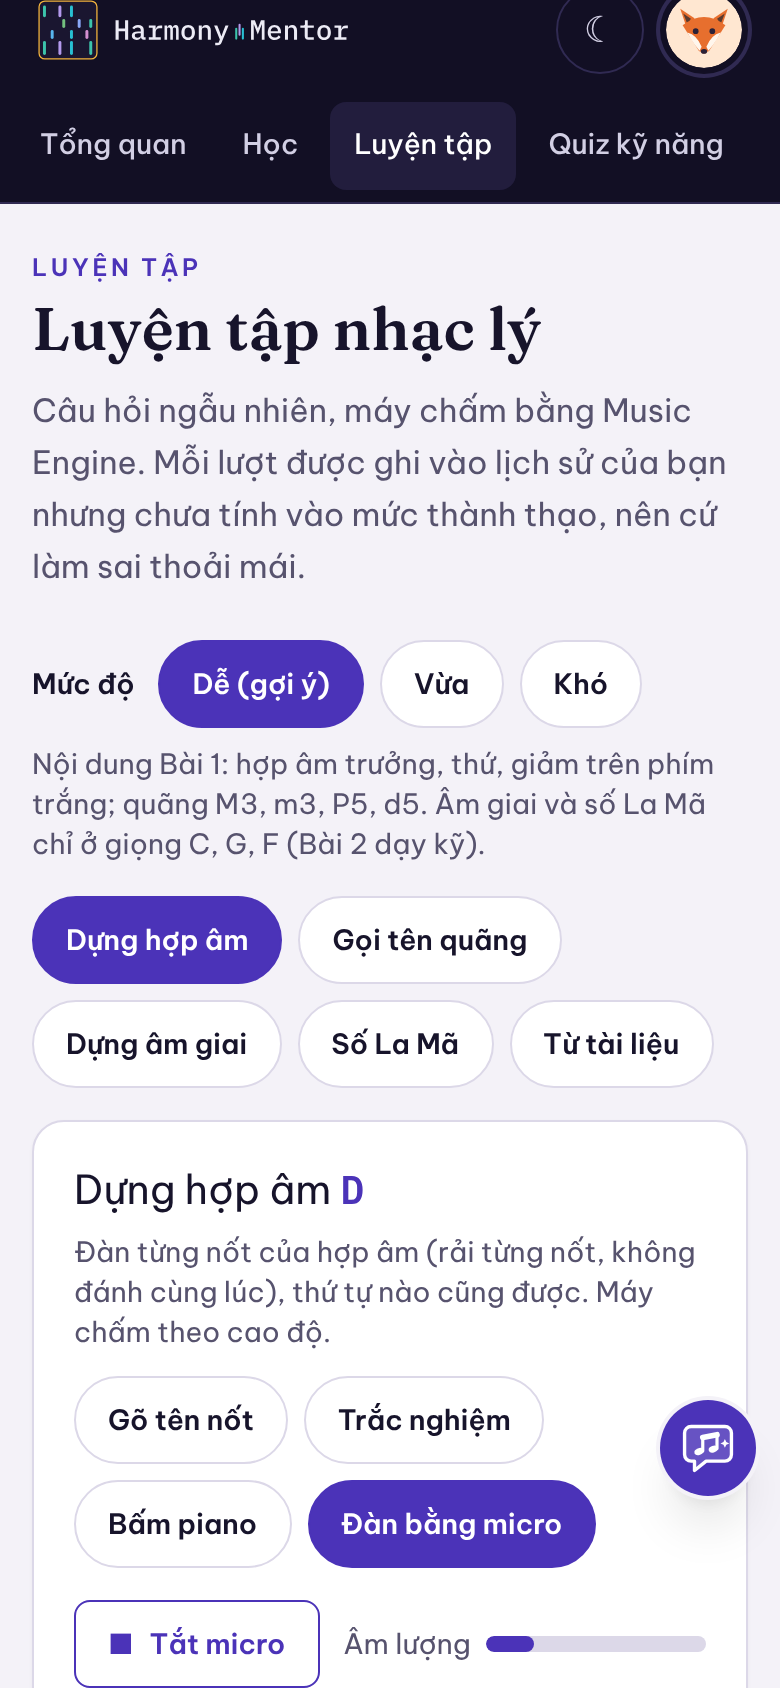 Harmony Mentor
Tổng quan Học Luyện tập Quiz kỹ năng
LUYỆN TẬP
Luyện tập nhạc lý
Câu hỏi ngẫu nhiên, máy chấm bằng Music
Engine. Mỗi lượt được ghi vào lịch sử của bạn
nhưng chưa tính vào mức thành thạo, nên cứ
làm sai thoải mái.
Mức độ Dễ (gợi ý) Vừa Khó
Nội dung Bài 1: hợp âm trưởng, thứ, giảm trên phím
trắng; quãng M3, m3, P5, d5. Âm giai và số La Mã
chỉ ở giọng C, G, F (Bài 2 dạy kỹ).
Dựng hợp âm Gọi tên quãng
Dựng âm giai Số La Mã Từ tài liệu
Dựng hợp âm D
Đàn từng nốt của hợp âm (rải từng nốt, không
đánh cùng lúc), thứ tự nào cũng được. Máy
chấm theo cao độ.
Gõ tên nốt Trắc nghiệm
Bấm piano Đàn bằng micro
Tắt micro Âm lượng